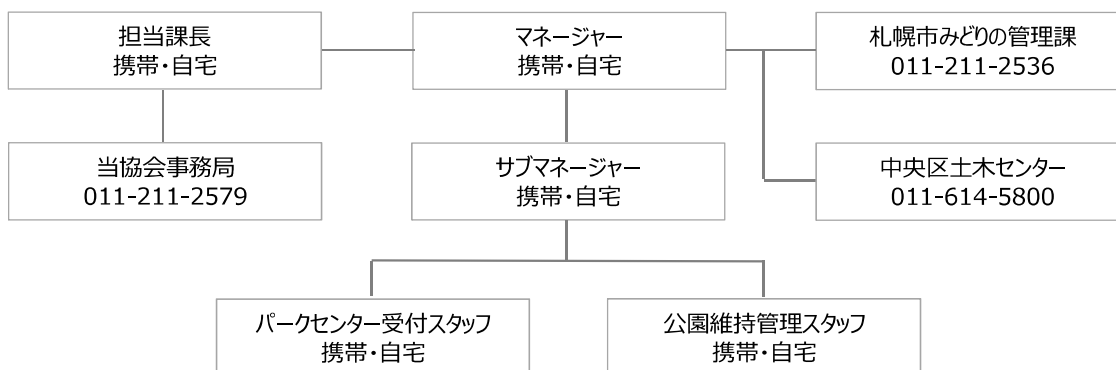 担当課長
携帯・自宅
マネージャー
携帯・自宅
札幌市みどりの管理課
011-211-2536
当協会事務局
011-211-2579
サブマネージャー
携帯・自宅
中央区土木センター
011-614-5800
パークセンター受付スタッフ
携帯・自宅
公園維持管理スタッフ
携帯・自宅